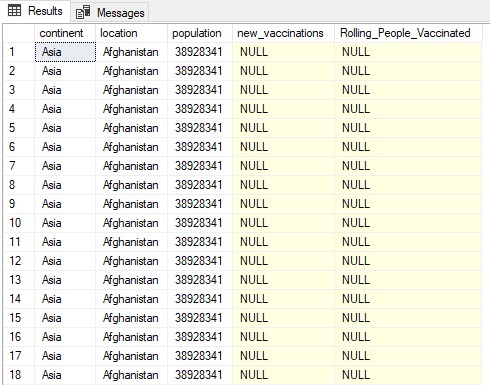 Results Messages
continent location population new_vaccinations Rolling_People_Vaccinated
1 Asia Afghanistan 38928341 NULL NULL
2 Asia Afghanistan 38928341 NULL NULL
3 Asia Afghanistan 38928341 NULL NULL
4 Asia Afghanistan 38928341 NULL NULL
5 Asia Afghanistan 38928341 NULL NULL
6 Asia Afghanistan 38928341 NULL NULL
7 Asia Afghanistan 38928341 NULL NULL
8 Asia Afghanistan 38928341 NULL NULL
9 Asia Afghanistan 38928341 NULL NULL
10 Asia Afghanistan 38928341 NULL NULL
11 Asia Afghanistan 38928341 NULL NULL
12 Asia Afghanistan 38928341 NULL NULL
13 Asia Afghanistan 38928341 NULL NULL
14 Asia Afghanistan 38928341 NULL NULL
15 Asia Afghanistan 38928341 NULL NULL
16 Asia Afghanistan 38928341 NULL NULL
17 Asia Afghanistan 38928341 NULL NULL
18 Asia Afghanistan 38928341 NULL NULL